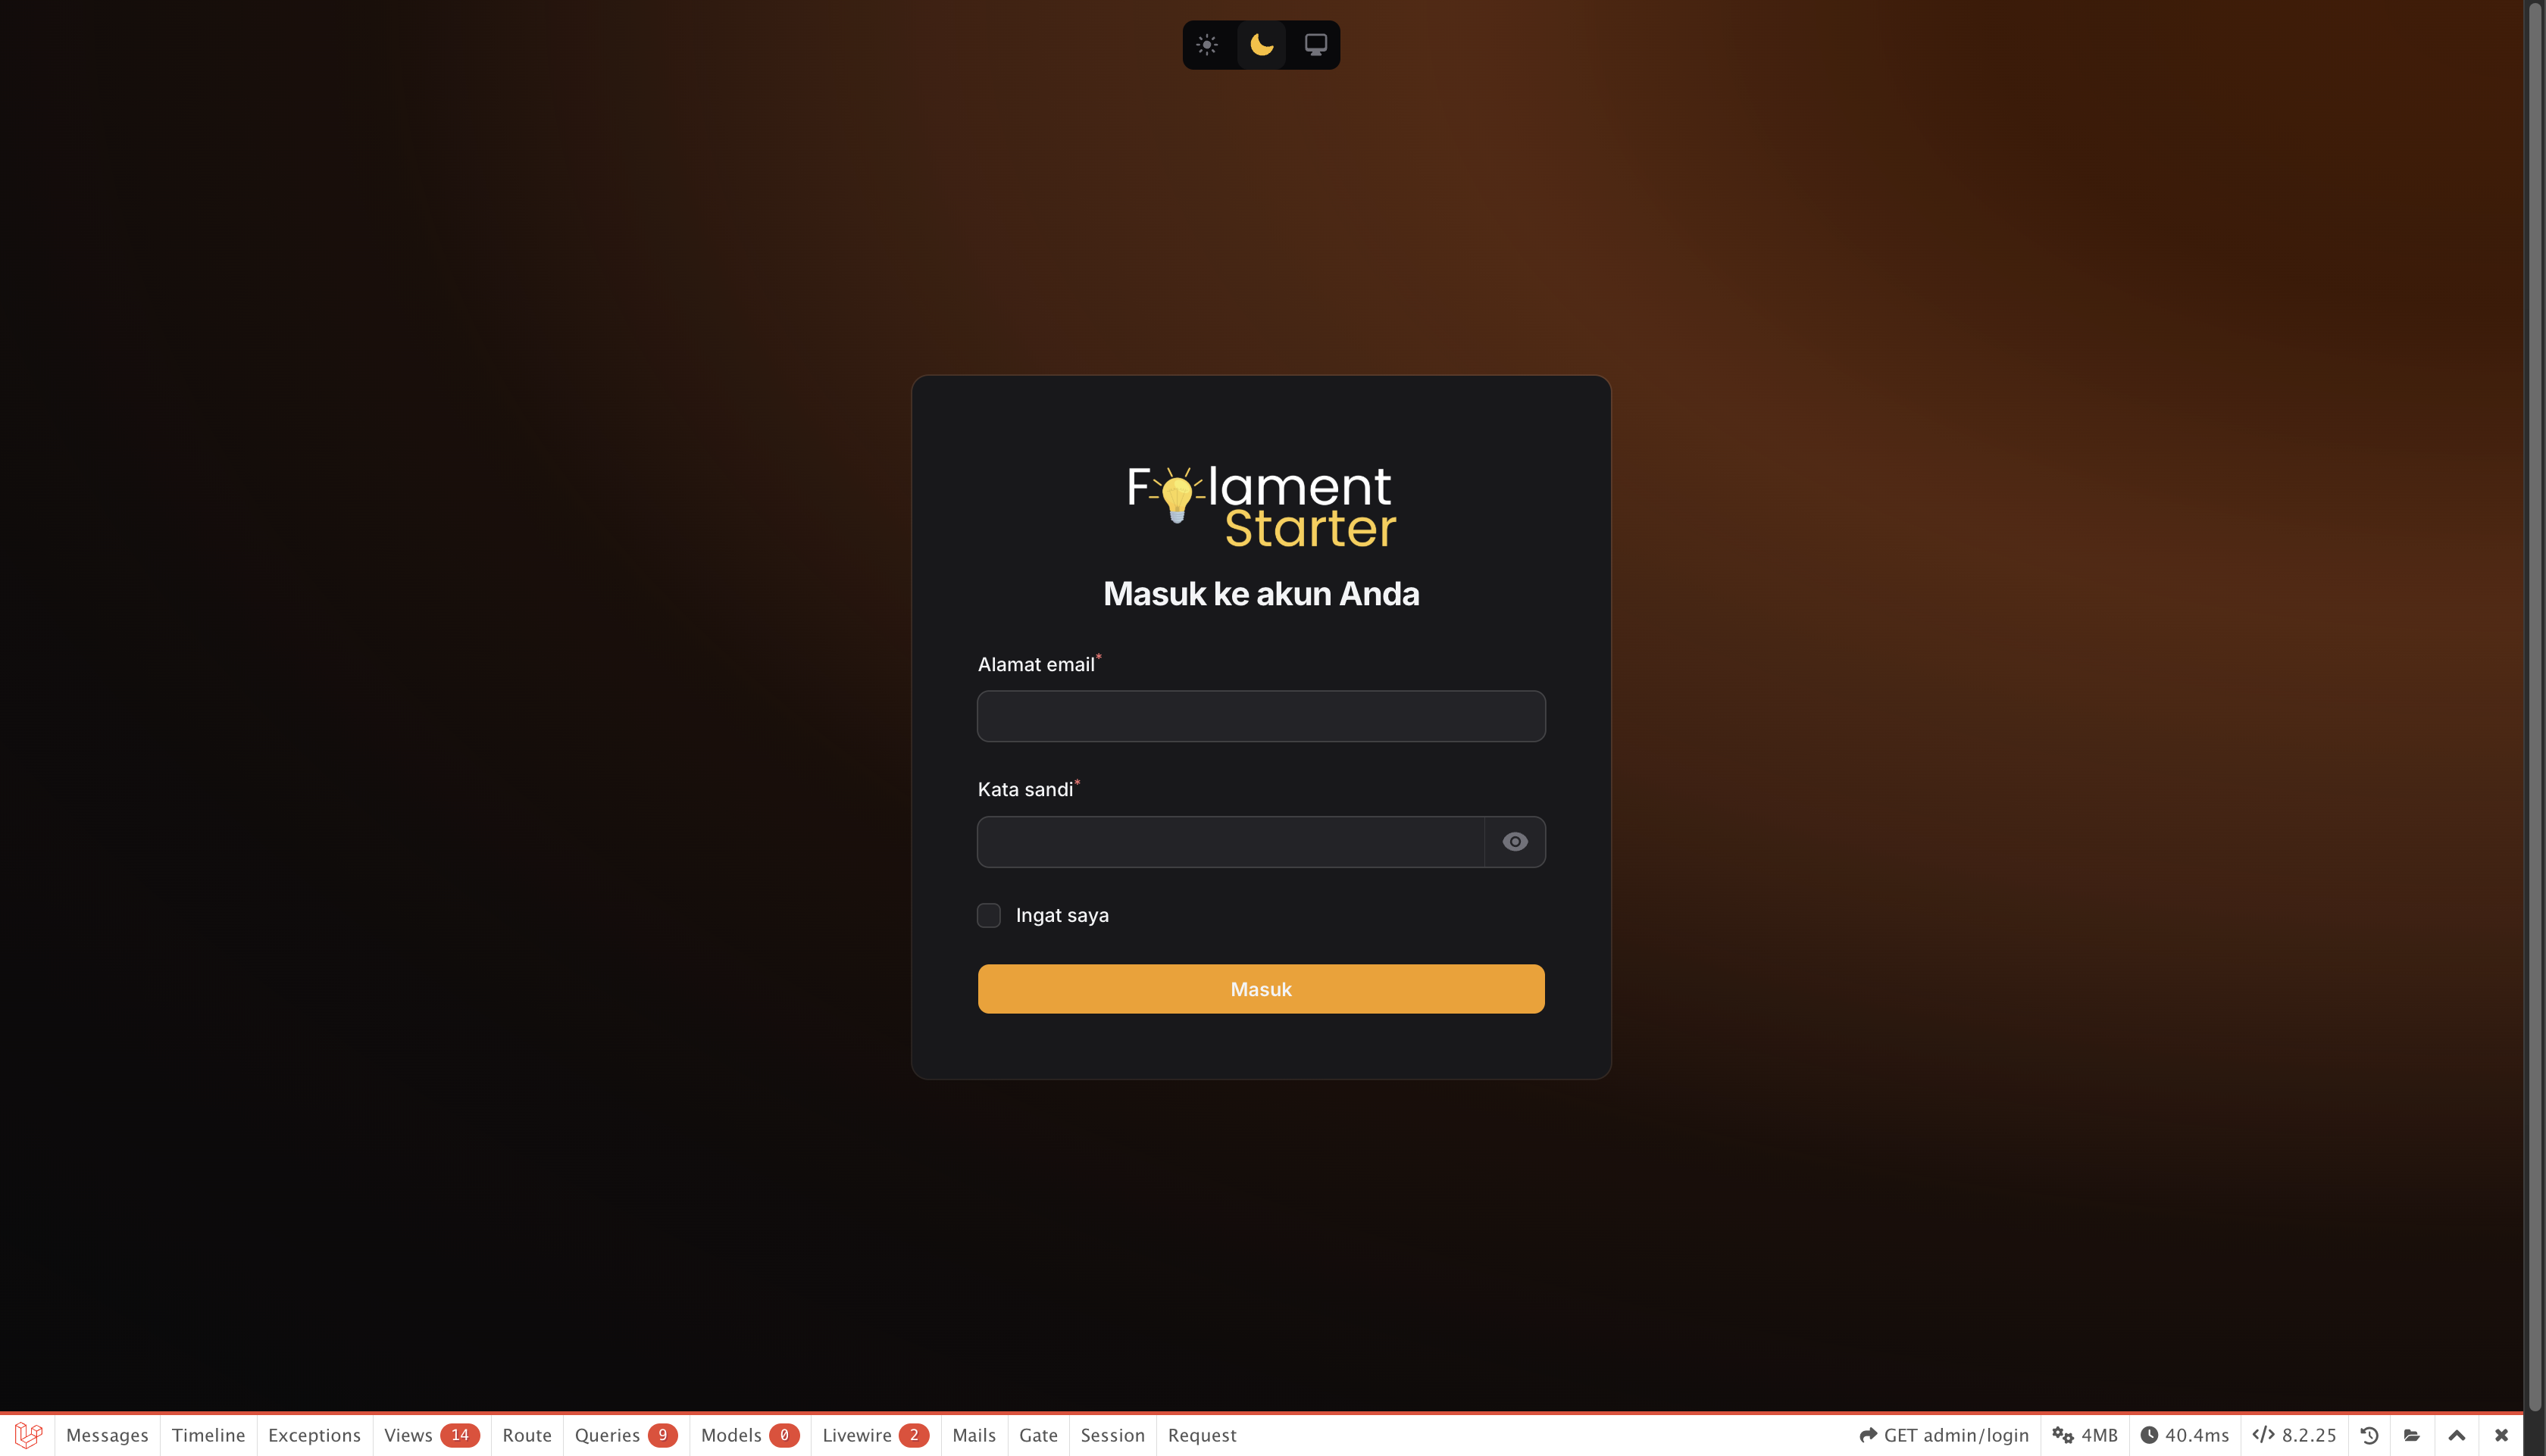 Filament
Starter
Masuk ke akun Anda
Alamat email*
Kata sandi*
Ingat saya
Masuk
Messages Timeline Exceptions Views 14 Route Queries 9 Models 0 Livewire 2 Mails Gate Session Request GET admin/login 4MB 40.4ms 8.2.25